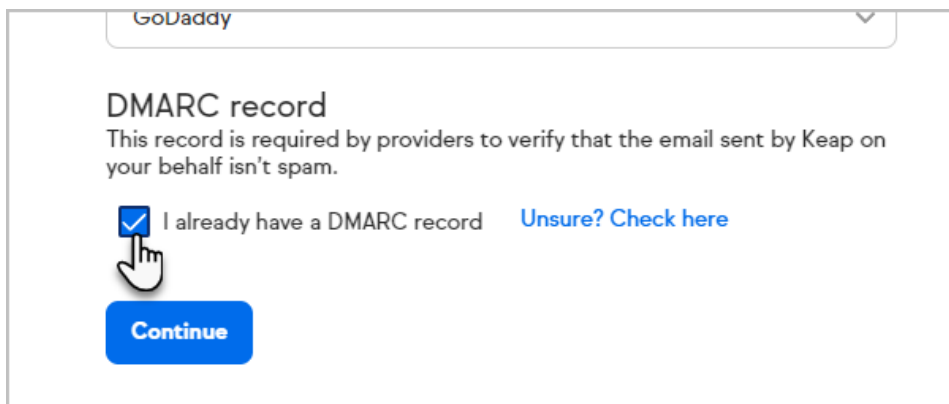 GoDaddy
DMARC record
This record is required by providers to verify that the email sent by Keap on
your behalf isn't spam.
I already have a DMARC record Unsure? Check here
Continue